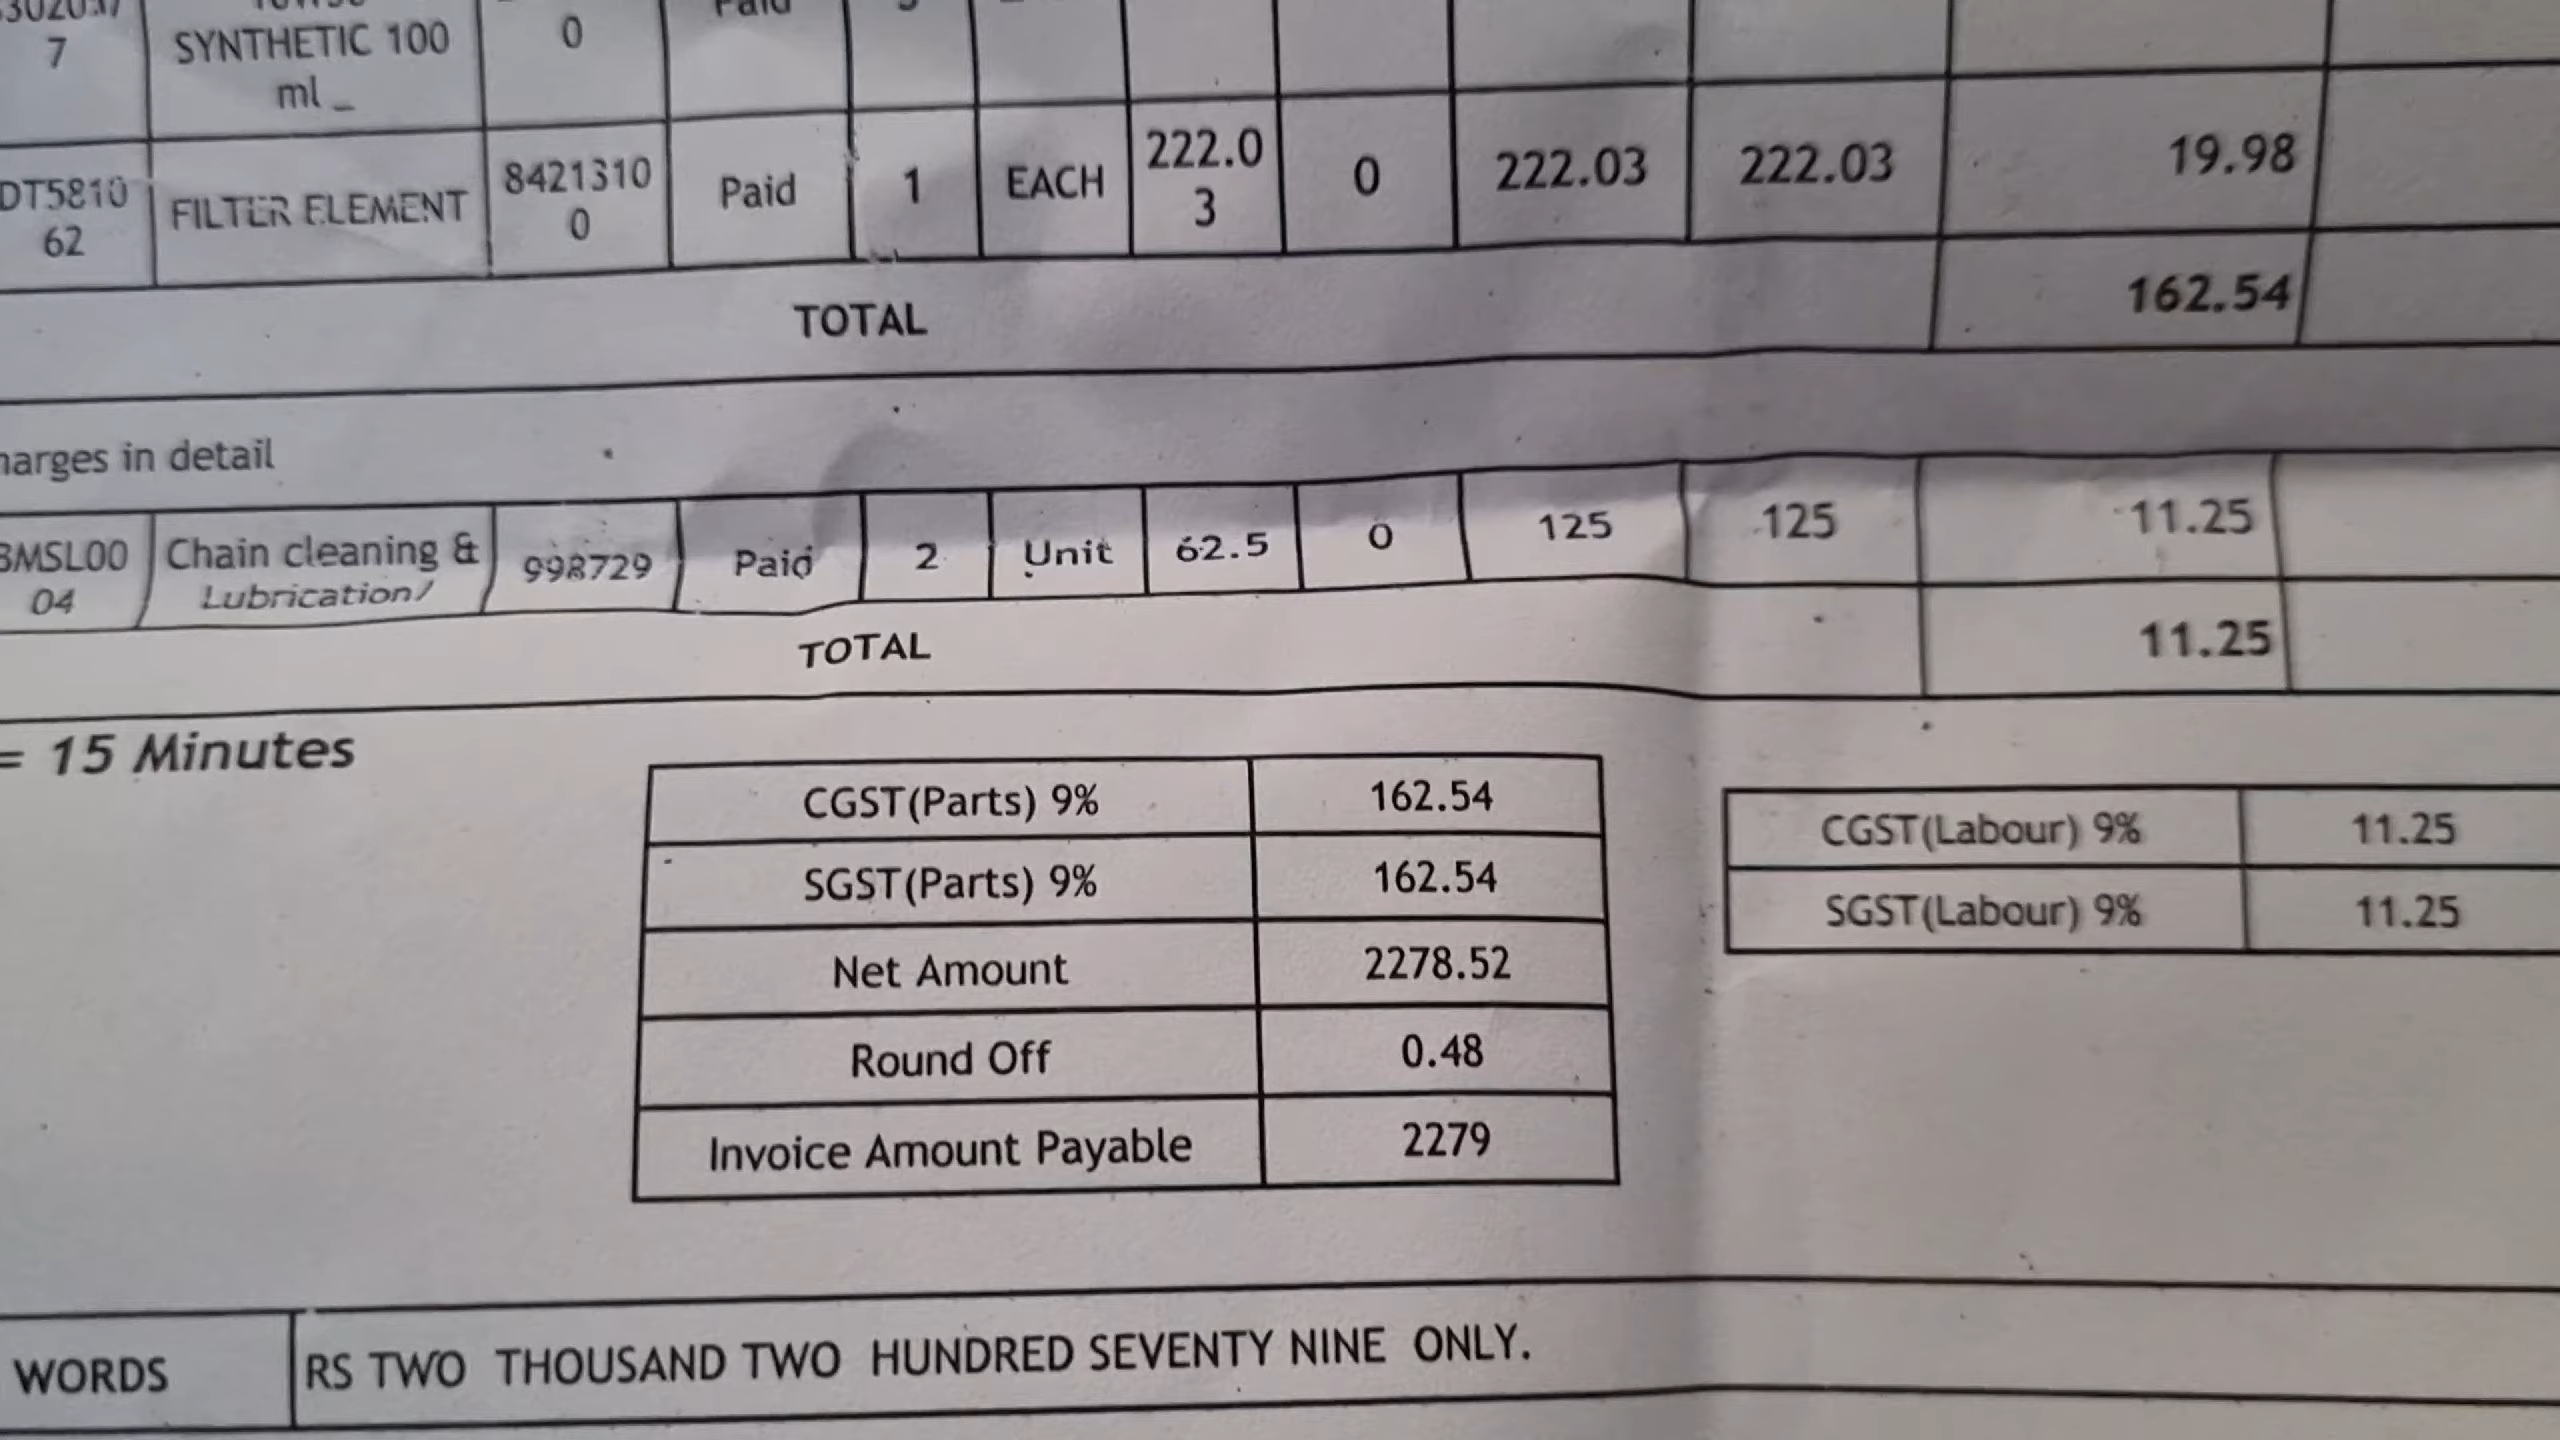 7 SYNTHETIC 100 0 Paid
ml _
DT5810 FILTER ELEMENT 8421310 Paid 1 EACH 222.0 0 222.03 222.03 19.98
62 0 3
TOTAL 162.54
harges in detail
BMSL00 Chain cleaning & 998729 Paid 2 Unit 62.5 0 125 125 11.25
04 Lubrication/
TOTAL 11.25
= 15 Minutes
CGST(Parts) 9% 162.54
SGST(Parts) 9% 162.54
Net Amount 2278.52
Round Off 0.48
Invoice Amount Payable 2279
CGST(Labour) 9% 11.25
SGST(Labour) 9% 11.25
WORDS RS TWO THOUSAND TWO HUNDRED SEVENTY NINE ONLY.